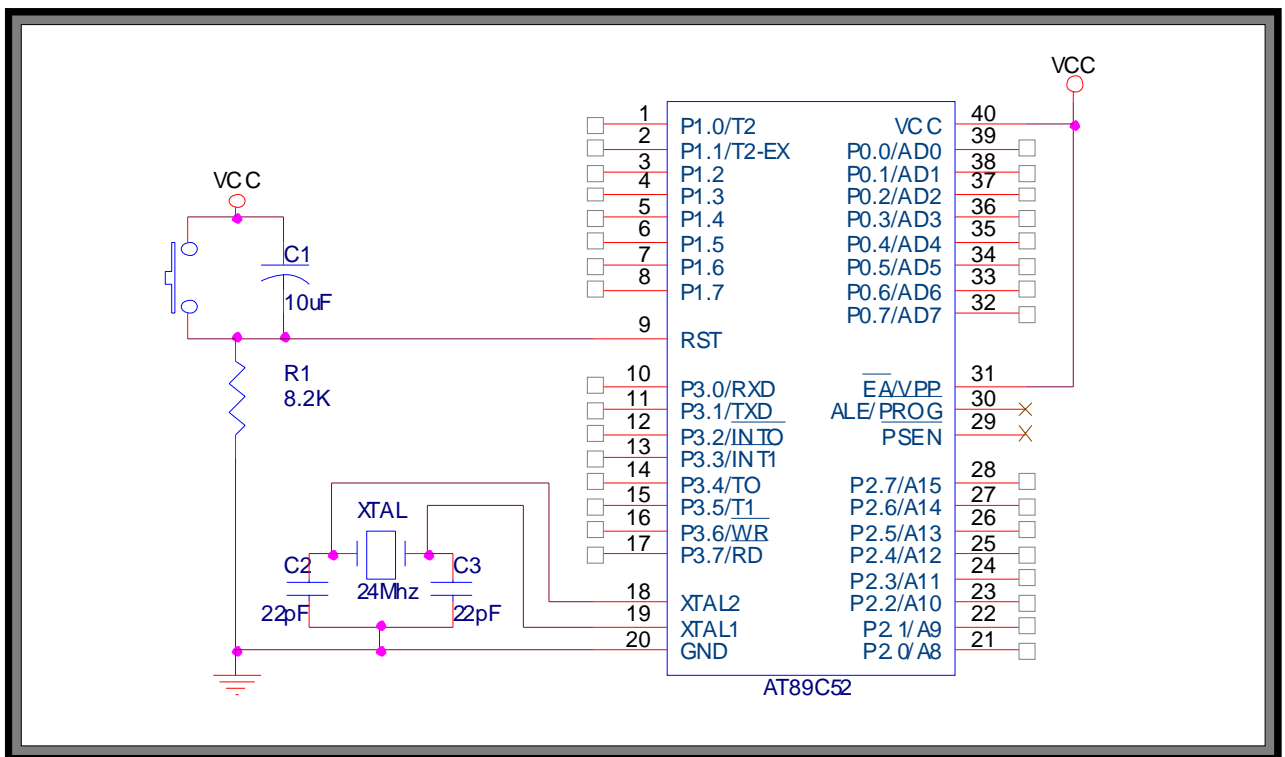 VCC
C1
10uF
R1
8.2K
XTAL
C2
C3
24Mhz
22pF
22pF
1
2
3
4
5
6
7
8
9
10
11
12
13
14
15
16
17
18
19
20
P1.0/T2
P1.1/T2-EX
P1.2
P1.3
P1.4
P1.5
P1.6
P1.7
RST
P3.0/RXD
P3.1/TXD
P3.2/INTO
P3.3/INT1
P3.4/TO
P3.5/T1
P3.6/WR
P3.7/RD
XTAL2
XTAL1
GND
VCC
P0.0/AD0
P0.1/AD1
P0.2/AD2
P0.3/AD3
P0.4/AD4
P0.5/AD5
P0.6/AD6
P0.7/AD7
EA/VPP
ALE/PROG
PSEN
P2.7/A15
P2.6/A14
P2.5/A13
P2.4/A12
P2.3/A11
P2.2/A10
P2.1/A9
P2.0/A8
VCC
40
39
38
37
36
35
34
33
32
31
30
29
28
27
26
25
24
23
22
21
AT89C52